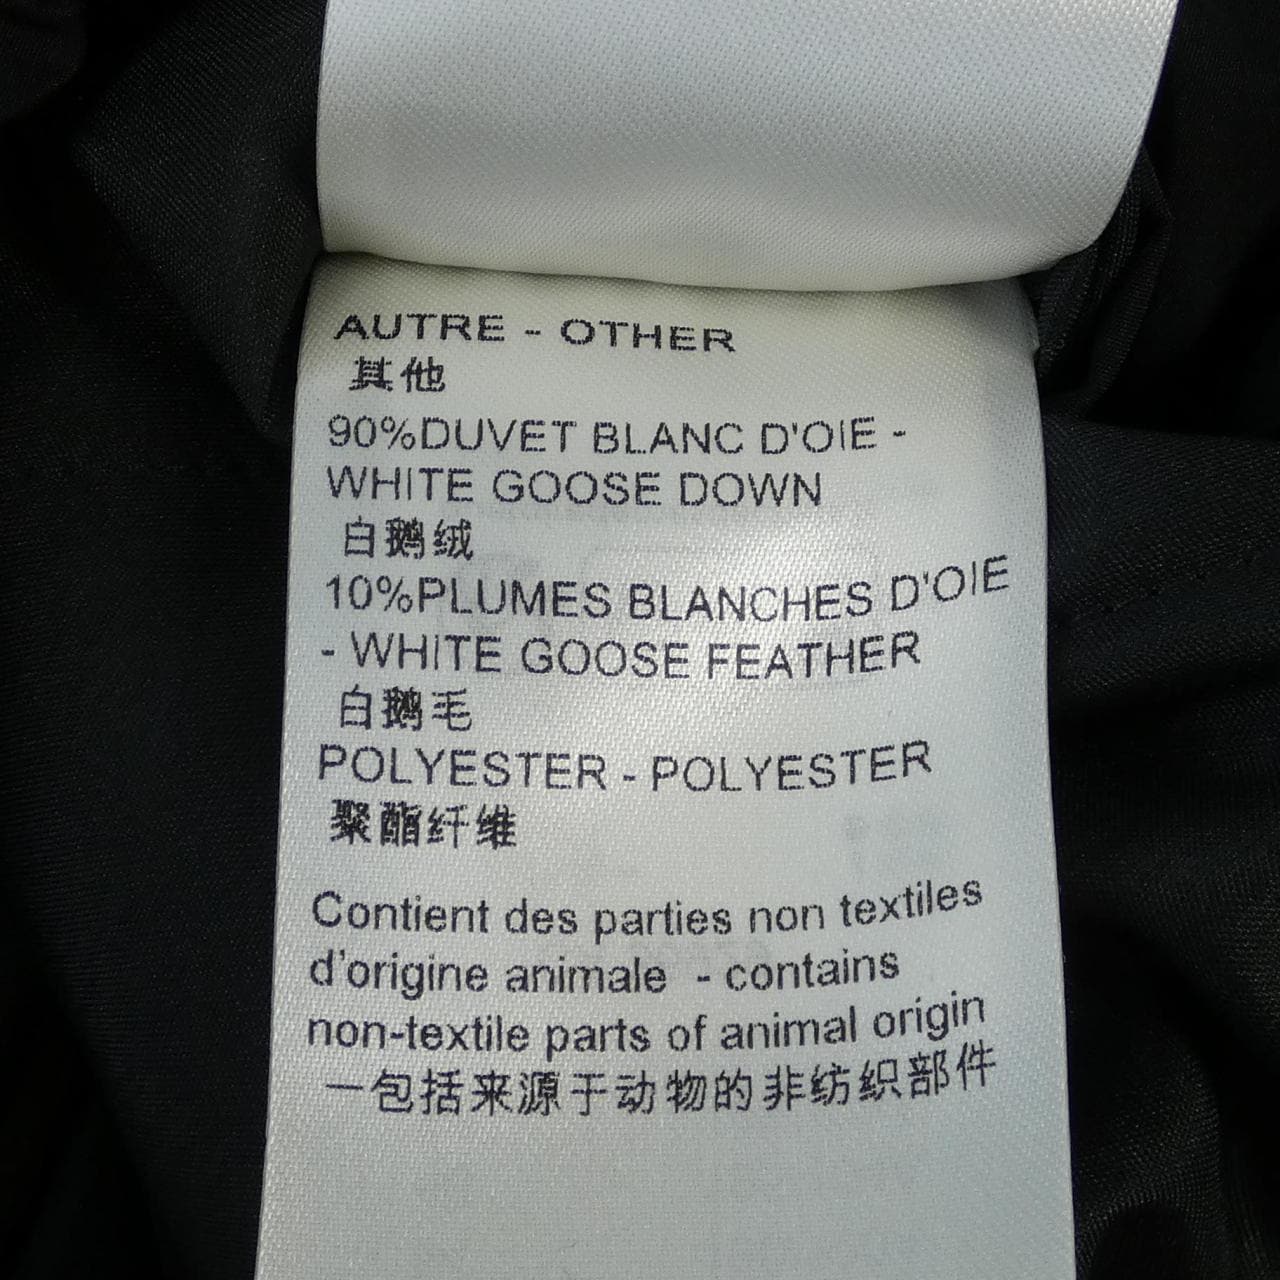 AUTRE - OTHER
其他
90%DUVET BLANC D'OIE -
WHITE GOOSE DOWN
白鹅绒
10%PLUMES BLANCHES D'OIE
- WHITE GOOSE FEATHER
白鹅毛
POLYESTER - POLYESTER
聚酯纤维
Contient des parties non textiles
d'origine animale - contains
non-textile parts of animal origin
一包括来源于动物的非纺织部件